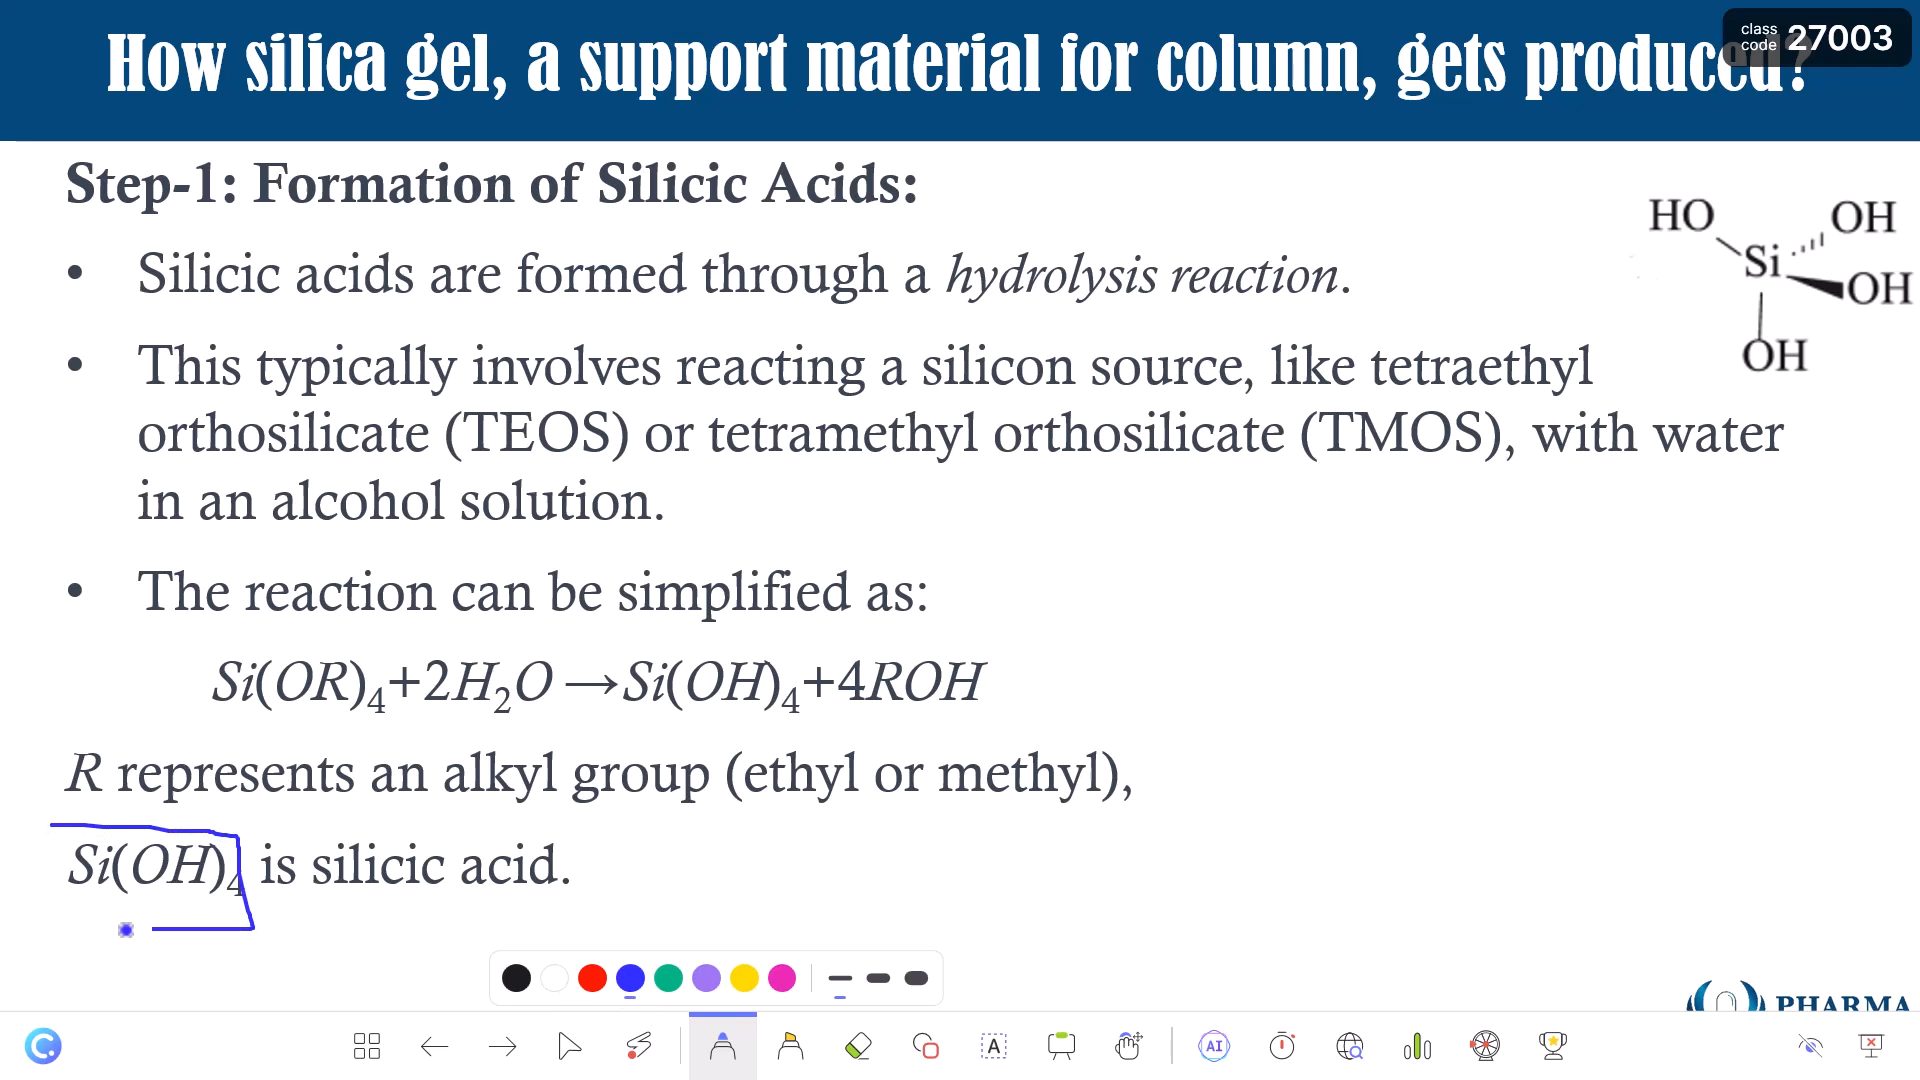 How silica gel, a support material for column, gets produced?
class code 27003
Step-1: Formation of Silicic Acids:
• Silicic acids are formed through a hydrolysis reaction.
• This typically involves reacting a silicon source, like tetraethyl
orthosilicate (TEOS) or tetramethyl orthosilicate (TMOS), with water
in an alcohol solution.
• The reaction can be simplified as:
Si(OR)₄+2H₂O→Si(OH)₄+4ROH
R represents an alkyl group (ethyl or methyl),
Si(OH)₄ is silicic acid.
HO OH
Si
OH
OH
PHARMA
A
AI